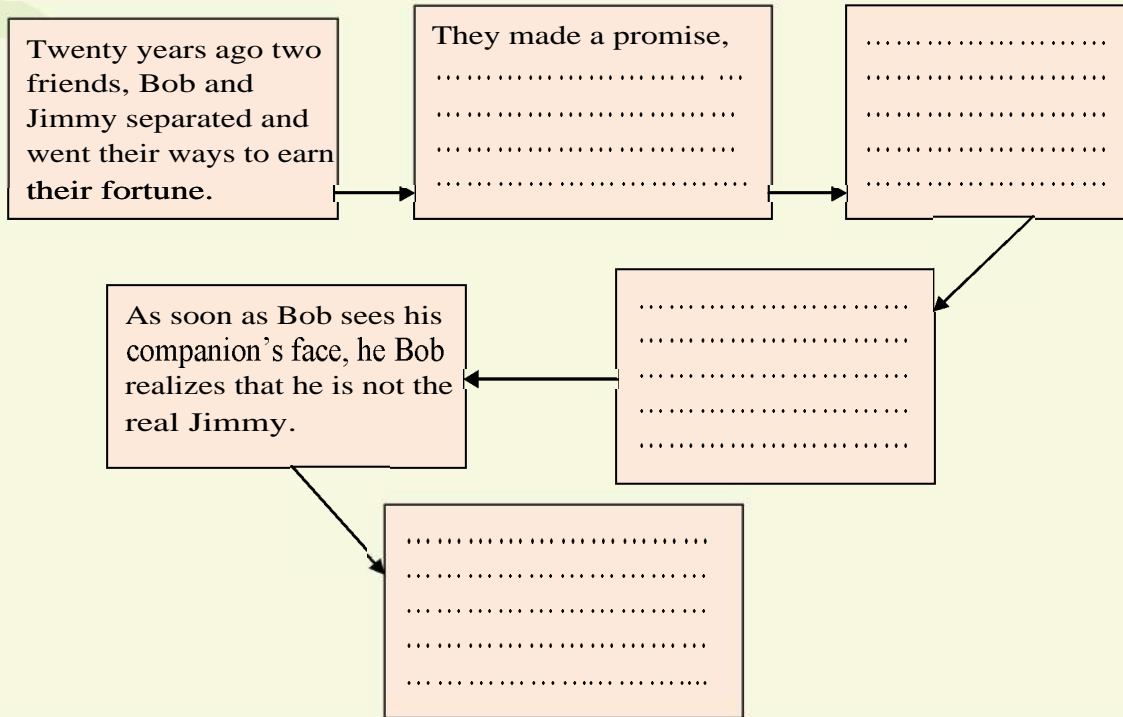 Twenty years ago two
friends, Bob and
Jimmy separated and
went their ways to earn
their fortune.
They made a promise,
As soon as Bob sees his
companion's face, he Bob
realizes that he is not the
real Jimmy.